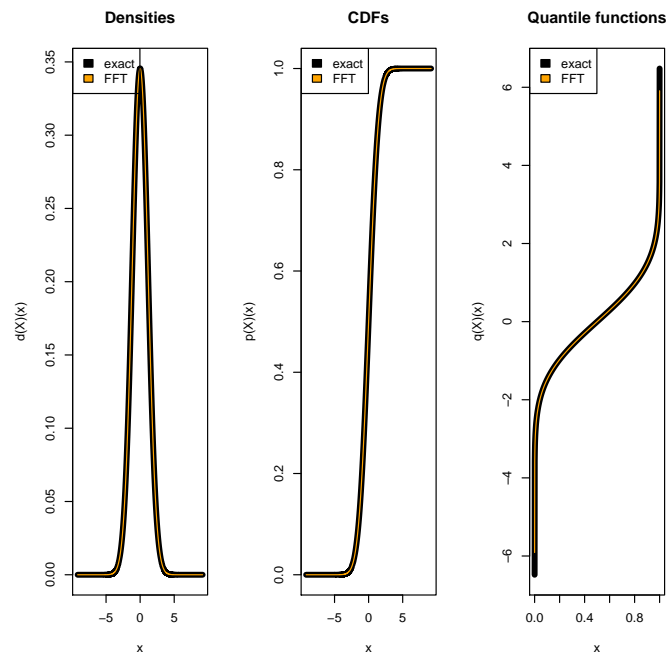 Densities
exact
FFT
0.00
0.05
0.10
0.15
0.20
0.25
0.30
0.35
d(X)(x)
−5
0
5
x
CDFs
exact
FFT
0.0
0.2
0.4
0.6
0.8
1.0
p(X)(x)
−5
0
5
x
Quantile functions
exact
FFT
−6
−4
−2
0
2
4
6
q(X)(x)
0.0
0.4
0.8
x